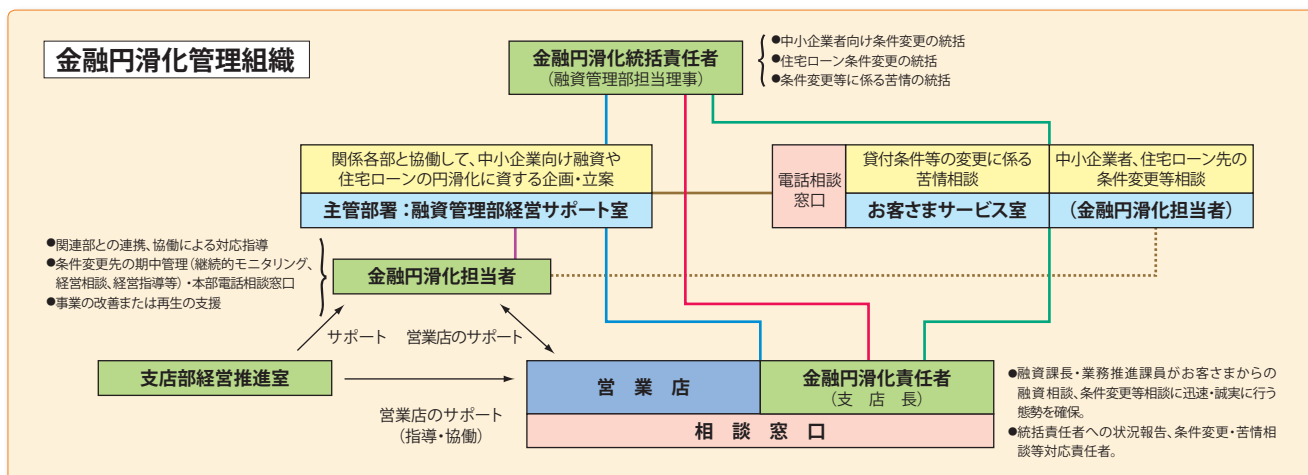 金融円滑化管理組織
金融円滑化統括責任者
（融資管理部担当理事）
●中小企業者向け条件変更の統括
●住宅ローン条件変更の統括
●条件変更等に係る苦情の統括
関係各部と協働して、中小企業向け融資や
住宅ローンの円滑化に資する企画・立案
主管部署：融資管理部経営サポート室
電話相談
窓口
貸付条件等の変更に係る
苦情相談
お客さまサービス室
中小企業者、住宅ローン先の
条件変更等相談
（金融円滑化担当者）
●関連部との連携、協働による対応指導
●条件変更先の期中管理（継続的モニタリング、
経営相談、経営指導等）・本部電話相談窓口
●事業の改善または再生の支援
金融円滑化担当者
サポート
営業店のサポート
支店部経営推進室
営業店のサポート
（指導・協働）
営業店
金融円滑化責任者
（支店長）
相談窓口
●融資課長・業務推進課員がお客さまからの
融資相談、条件変更等相談に迅速・誠実に行う
態勢を確保。
●統括責任者への状況報告、条件変更・苦情相
談等対応責任者。